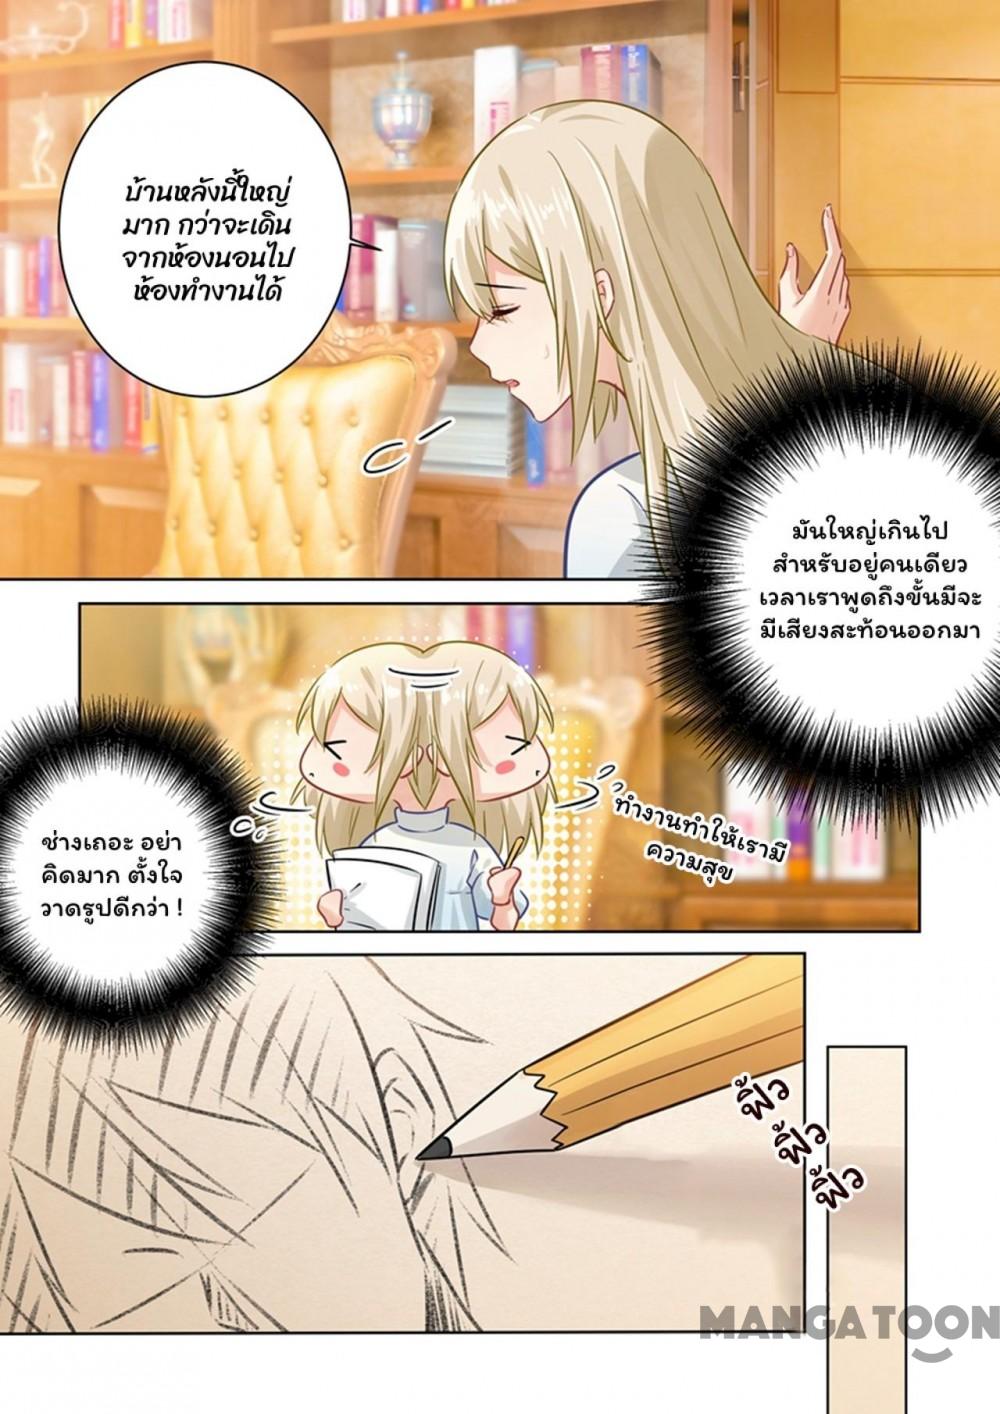 บ้านหลังนี้ใหญ่
มาก กว่าจะเดิน
จากห้องนอนไป
ห้องทำงานได้
มันใหญ่เกินไป
สำหรับอยู่คนเดียว
เวลาเราพูดถึงขั้นมีจะ
มีเสียงสะท้อนออกมา
ทำงานทำให้เรามี
ความสุข
ช่างเถอะ อย่า
คิดมาก ตั้งใจ
วาดรูปดีกว่า !
ฟิ้ว
ฟิ้ว
ฟิ้ว
MANGATOON